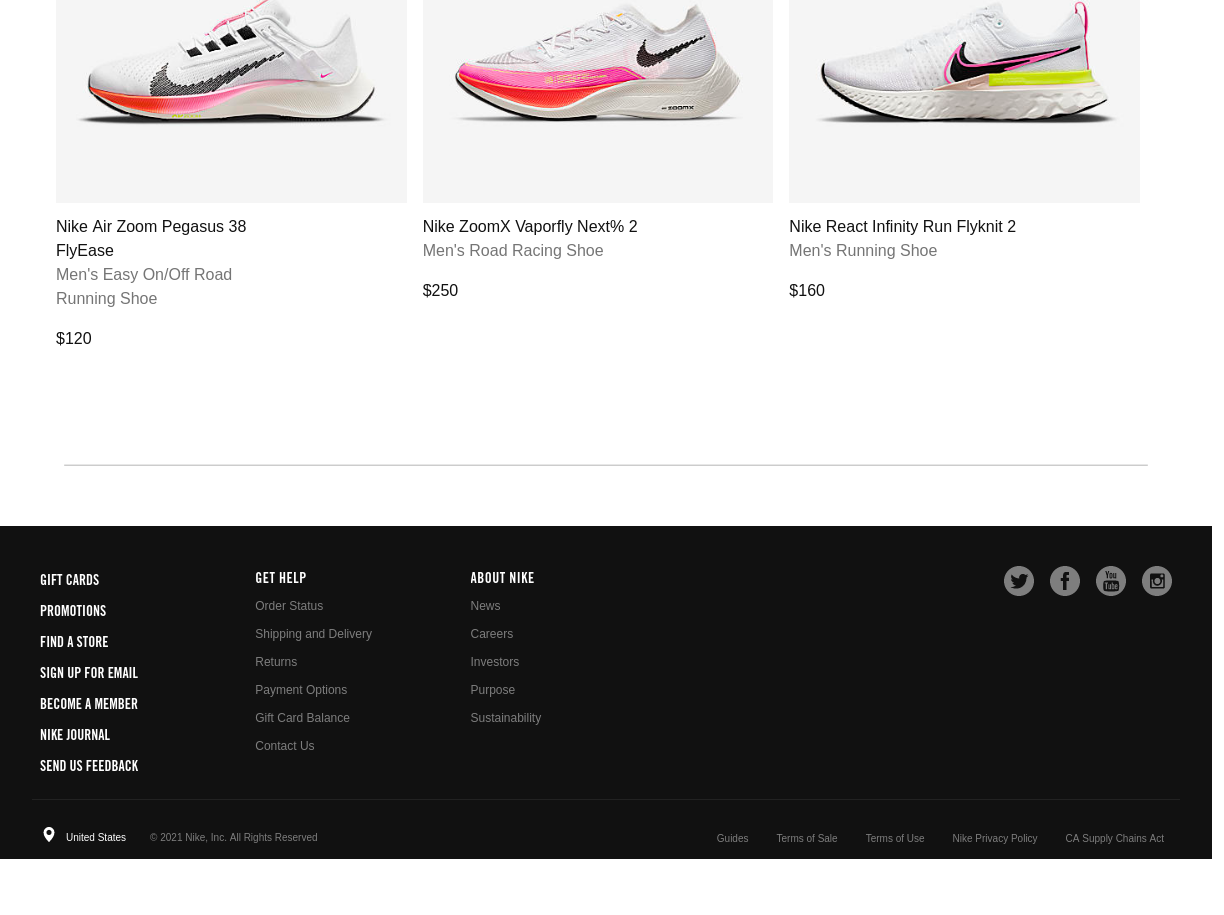 ZOOMX
Nike Air Zoom Pegasus 38
FlyEase
Men's Easy On/Off Road
Running Shoe
$120
Nike ZoomX Vaporfly Next% 2
Men's Road Racing Shoe
$250
Nike React Infinity Run Flyknit 2
Men's Running Shoe
$160
GIFT CARDS
PROMOTIONS
FIND A STORE
SIGN UP FOR EMAIL
BECOME A MEMBER
NIKE JOURNAL
SEND US FEEDBACK
GET HELP
Order Status
Shipping and Delivery
Returns
Payment Options
Gift Card Balance
Contact Us
ABOUT NIKE
News
Careers
Investors
Purpose
Sustainability
You
Tube
United States
© 2021 Nike, Inc. All Rights Reserved
Guides
Terms of Sale
Terms of Use
Nike Privacy Policy
CA Supply Chains Act